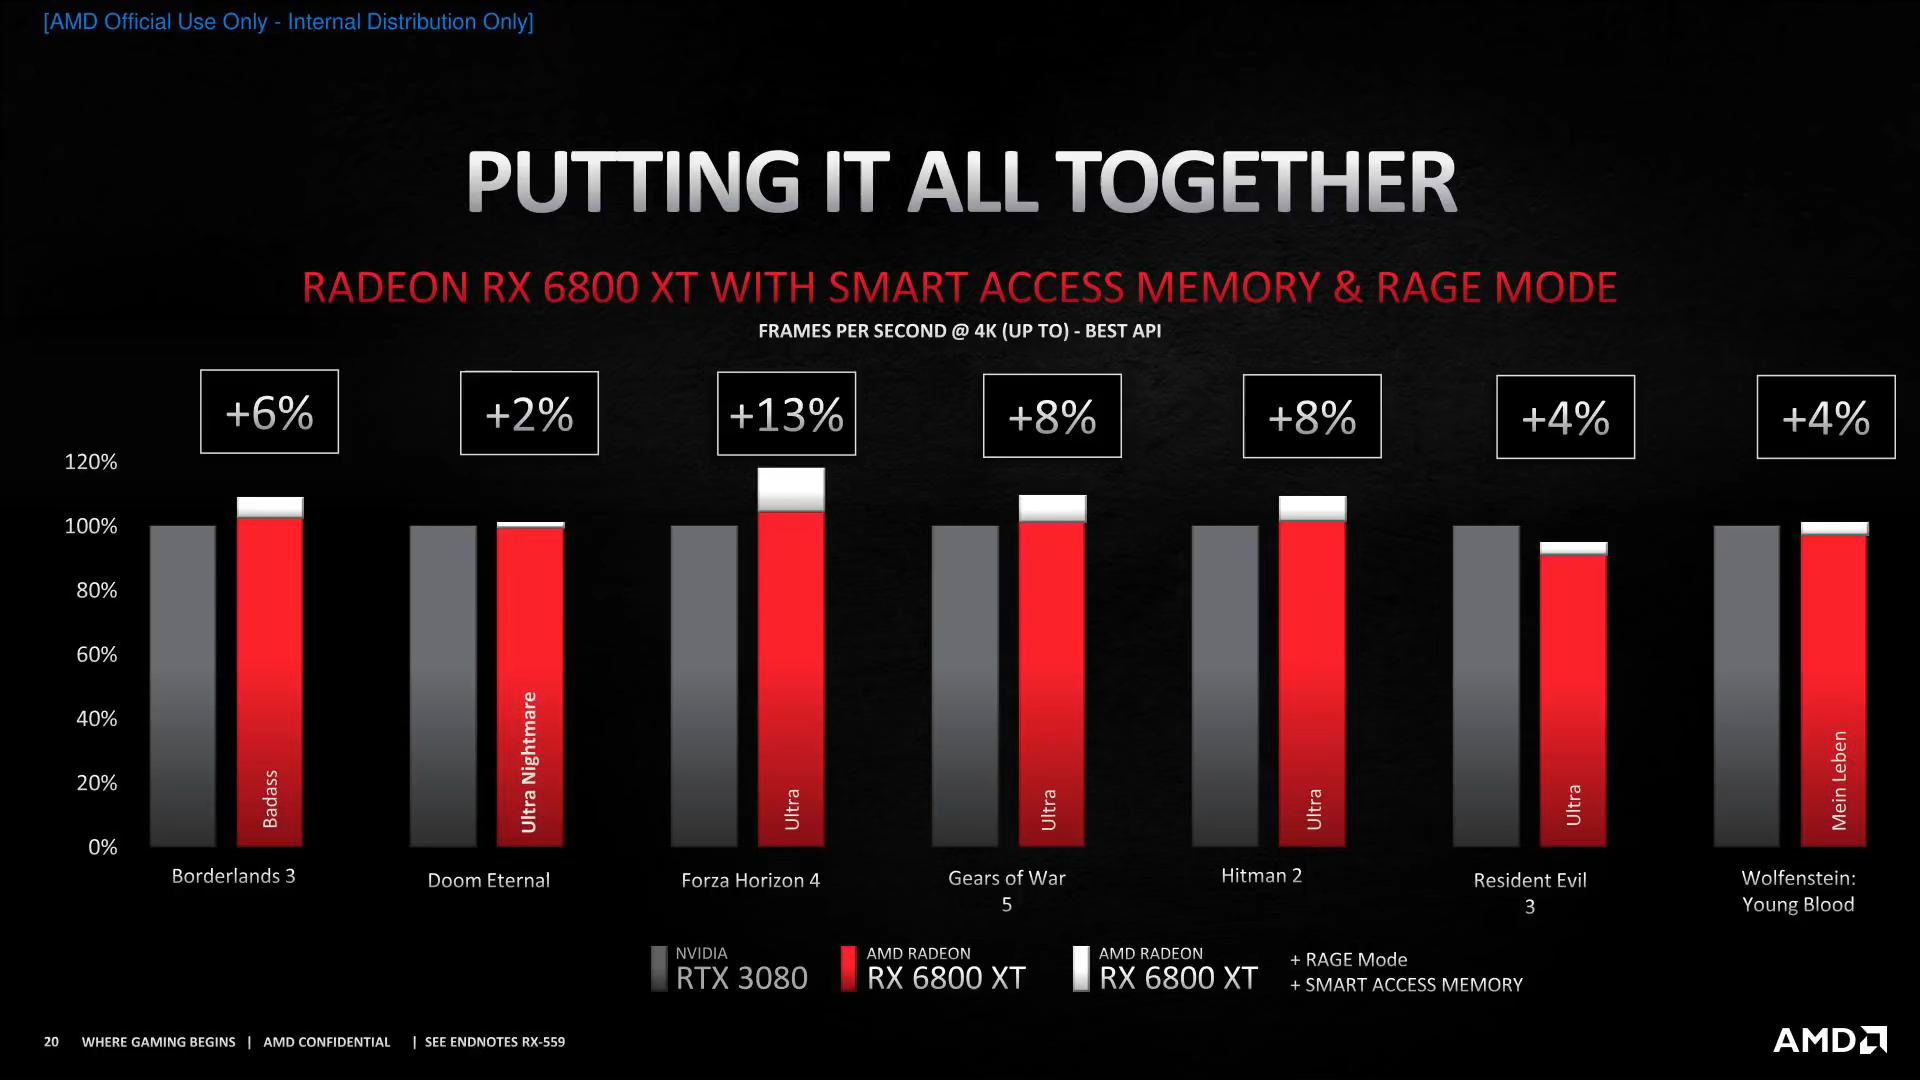 [AMD Official Use Only - Internal Distribution Only]
PUTTING IT ALL TOGETHER
RADEON RX 6800 XT WITH SMART ACCESS MEMORY & RAGE MODE
FRAMES PER SECOND @ 4K (UP TO) - BEST API
+6%
+2%
+13%
+8%
+8%
+4%
+4%
120%
100%
80%
60%
40%
20%
0%
Badass
Ultra Nightmare
Ultra
Ultra
Ultra
Ultra
Mein Leben
Borderlands 3
Doom Eternal
Forza Horizon 4
Gears of War
5
Hitman 2
Resident Evil
3
Wolfenstein:
Young Blood
NVIDIA
RTX 3080
AMD RADEON
RX 6800 XT
AMD RADEON
RX 6800 XT
+ RAGE Mode
+ SMART ACCESS MEMORY
20 WHERE GAMING BEGINS | AMD CONFIDENTIAL | SEE ENDNOTES RX-559
AMD